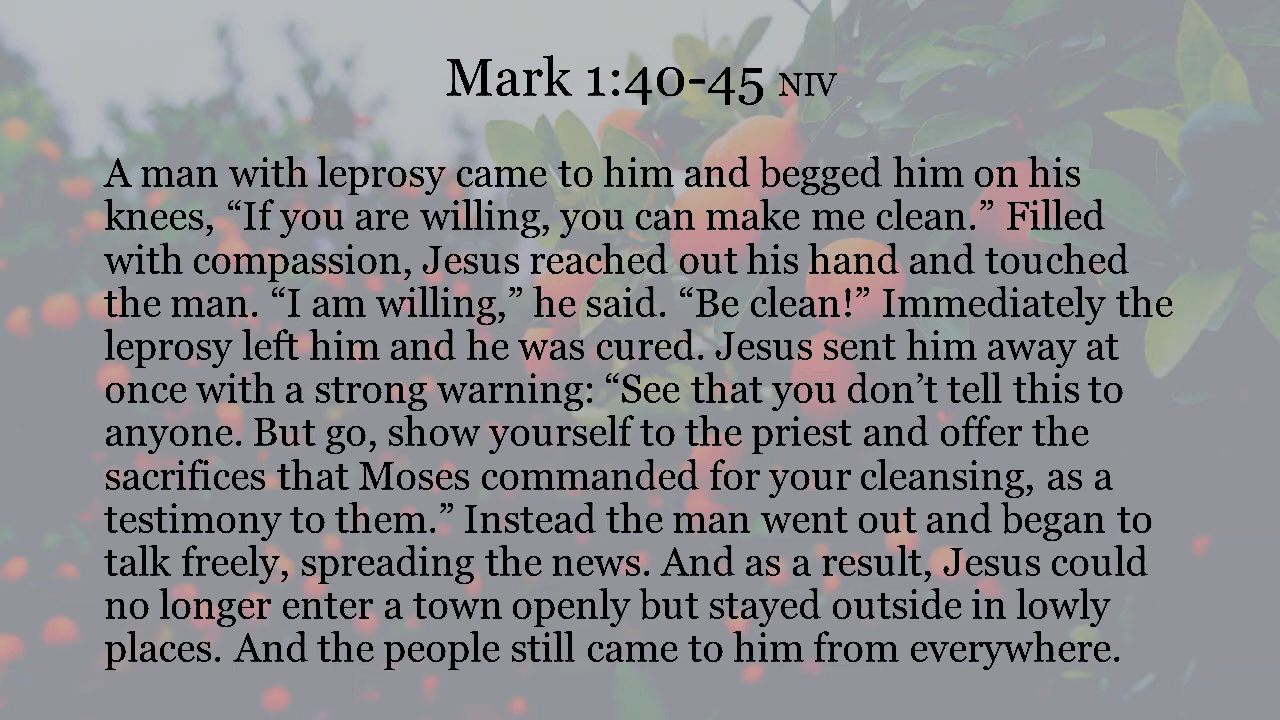 Mark 1:40-45 NIV
A man with leprosy came to him and begged him on his
knees, “If you are willing, you can make me clean.” Filled
with compassion, Jesus reached out his hand and touched
the man. “I am willing,” he said. “Be clean!” Immediately the
leprosy left him and he was cured. Jesus sent him away at
once with a strong warning: “See that you don’t tell this to
anyone. But go, show yourself to the priest and offer the
sacrifices that Moses commanded for your cleansing, as a
testimony to them.” Instead the man went out and began to
talk freely, spreading the news. And as a result, Jesus could
no longer enter a town openly but stayed outside in lowly
places. And the people still came to him from everywhere.